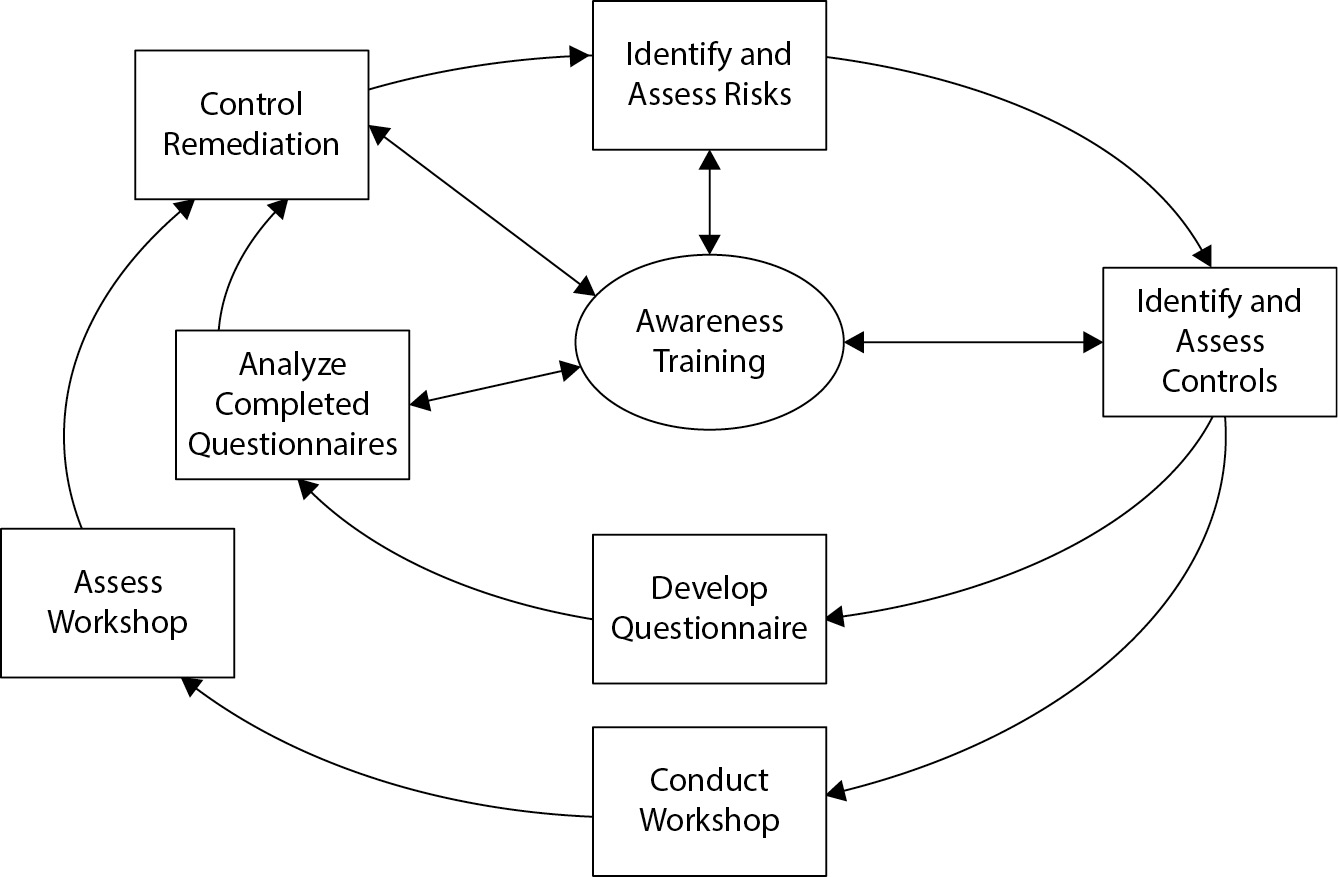 Identify and
Assess Risks
Control
Remediation
Identify and
Assess
Controls
Awareness
Training
Analyze
Completed
Questionnaires
Develop
Questionnaire
Assess
Workshop
Conduct
Workshop